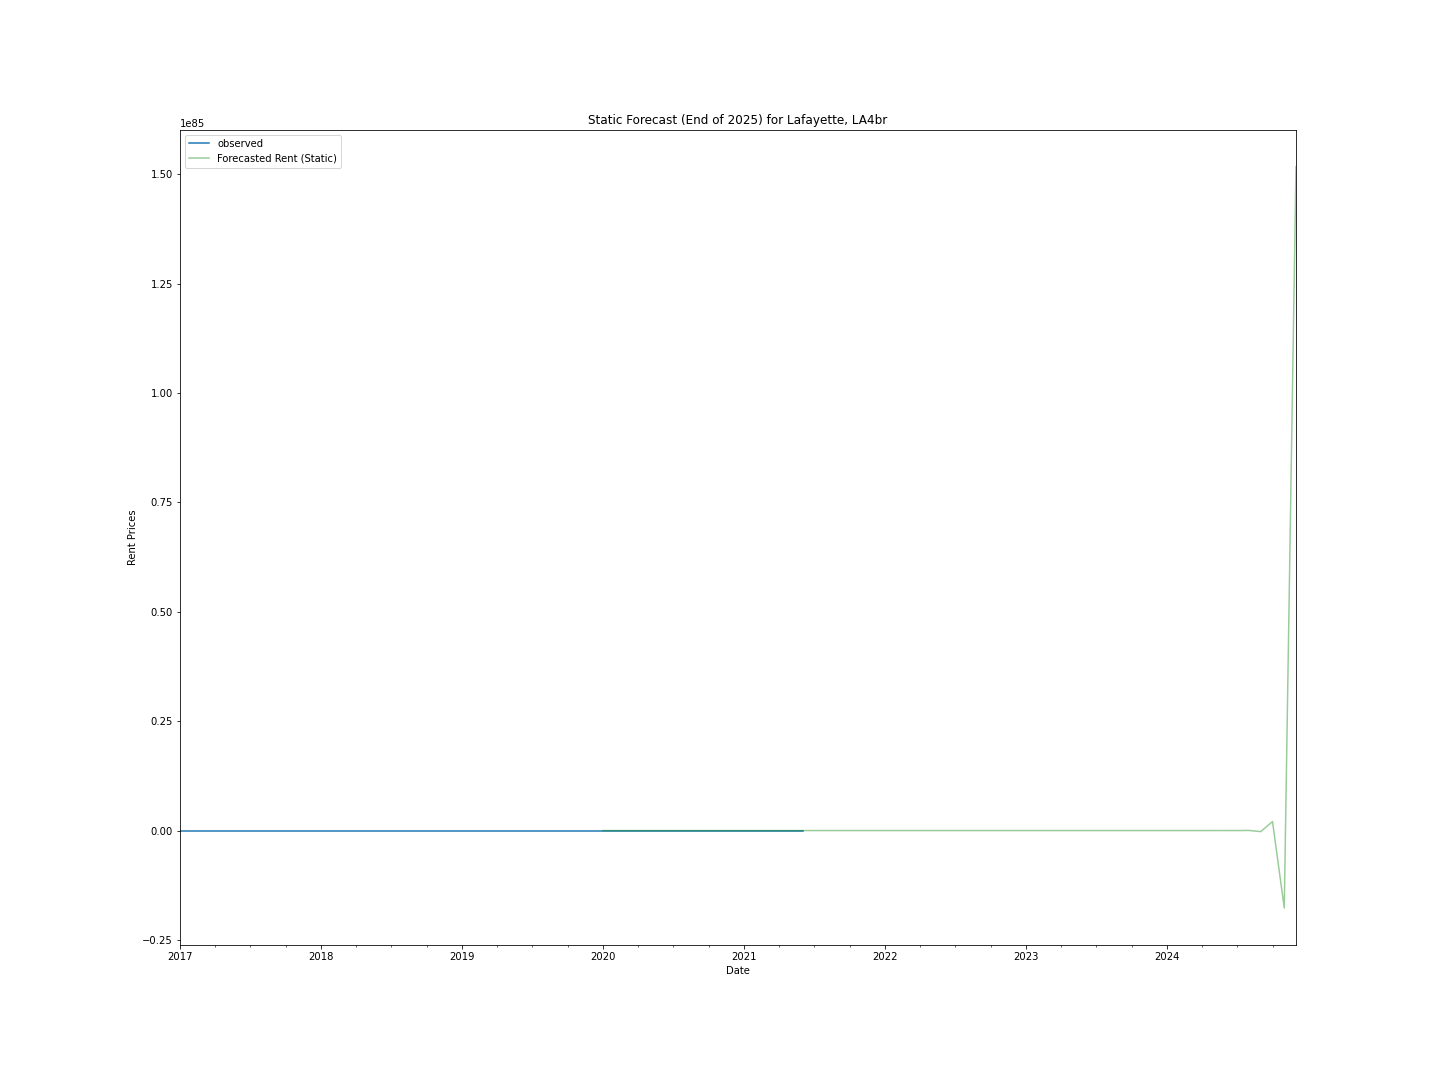 Static Forecast (End of 2025) for Lafayette, LA4br
1e85
observed
Forecasted Rent (Static)
1.50
1.25
1.00
0.75
0.50
0.25
0.00
−0.25
Rent Prices
2017 2018 2019 2020 2021 2022 2023 2024
Date